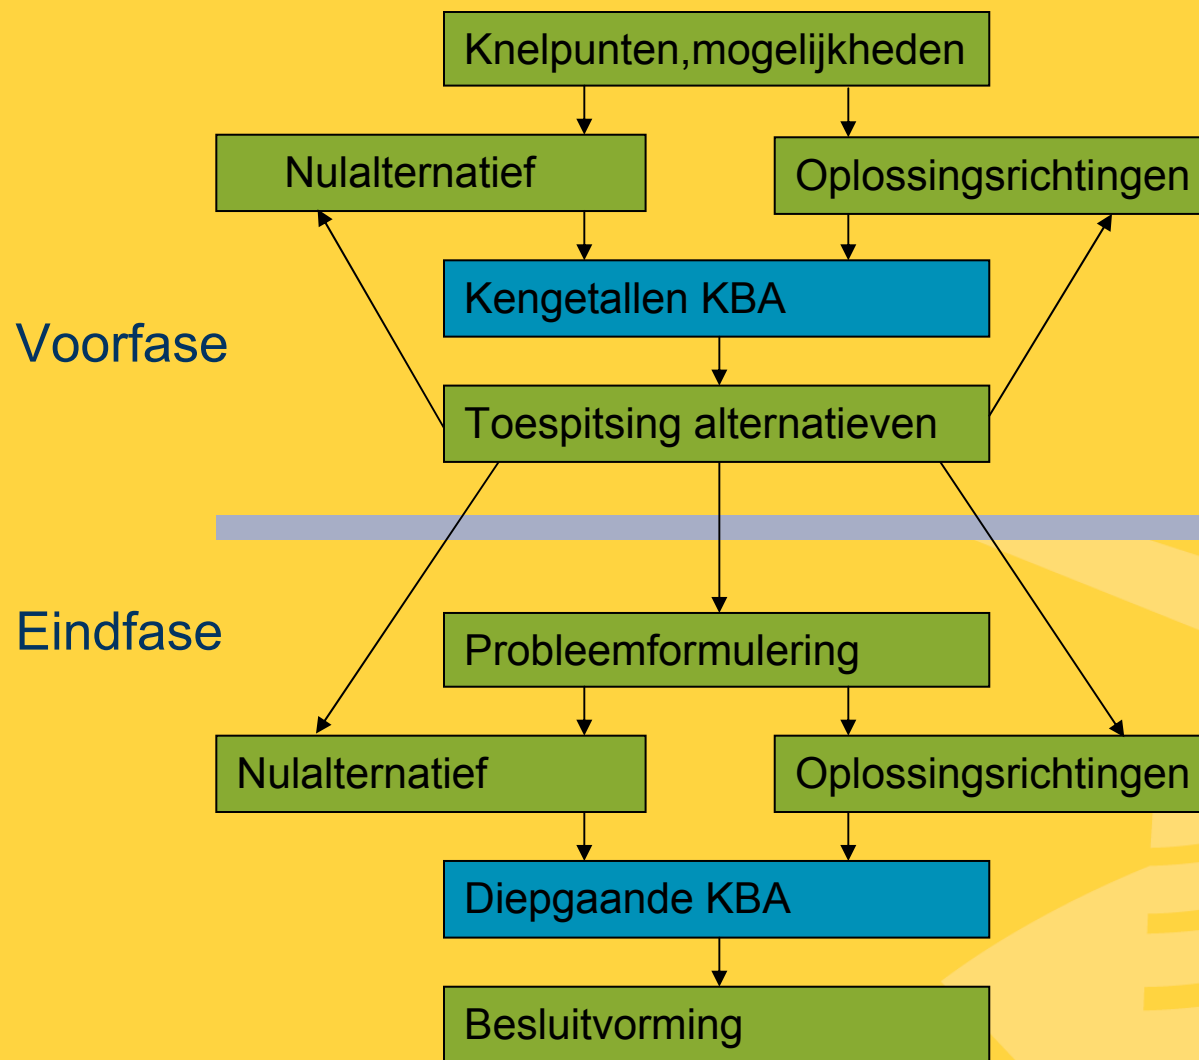 Knelpunten,mogelijkheden
Nulalternatief
Oplossingsrichtingen
Kengetallen KBA
Voorfase
Toespitsing alternatieven
Eindfase
Probleemformulering
Nulalternatief
Oplossingsrichtingen
Diepgaande KBA
Besluitvorming